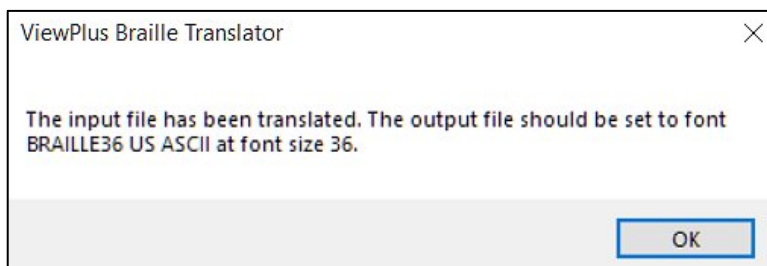 ViewPlus Braille Translator
The input file has been translated. The output file should be set to font
BRAILLE36 US ASCII at font size 36.
OK